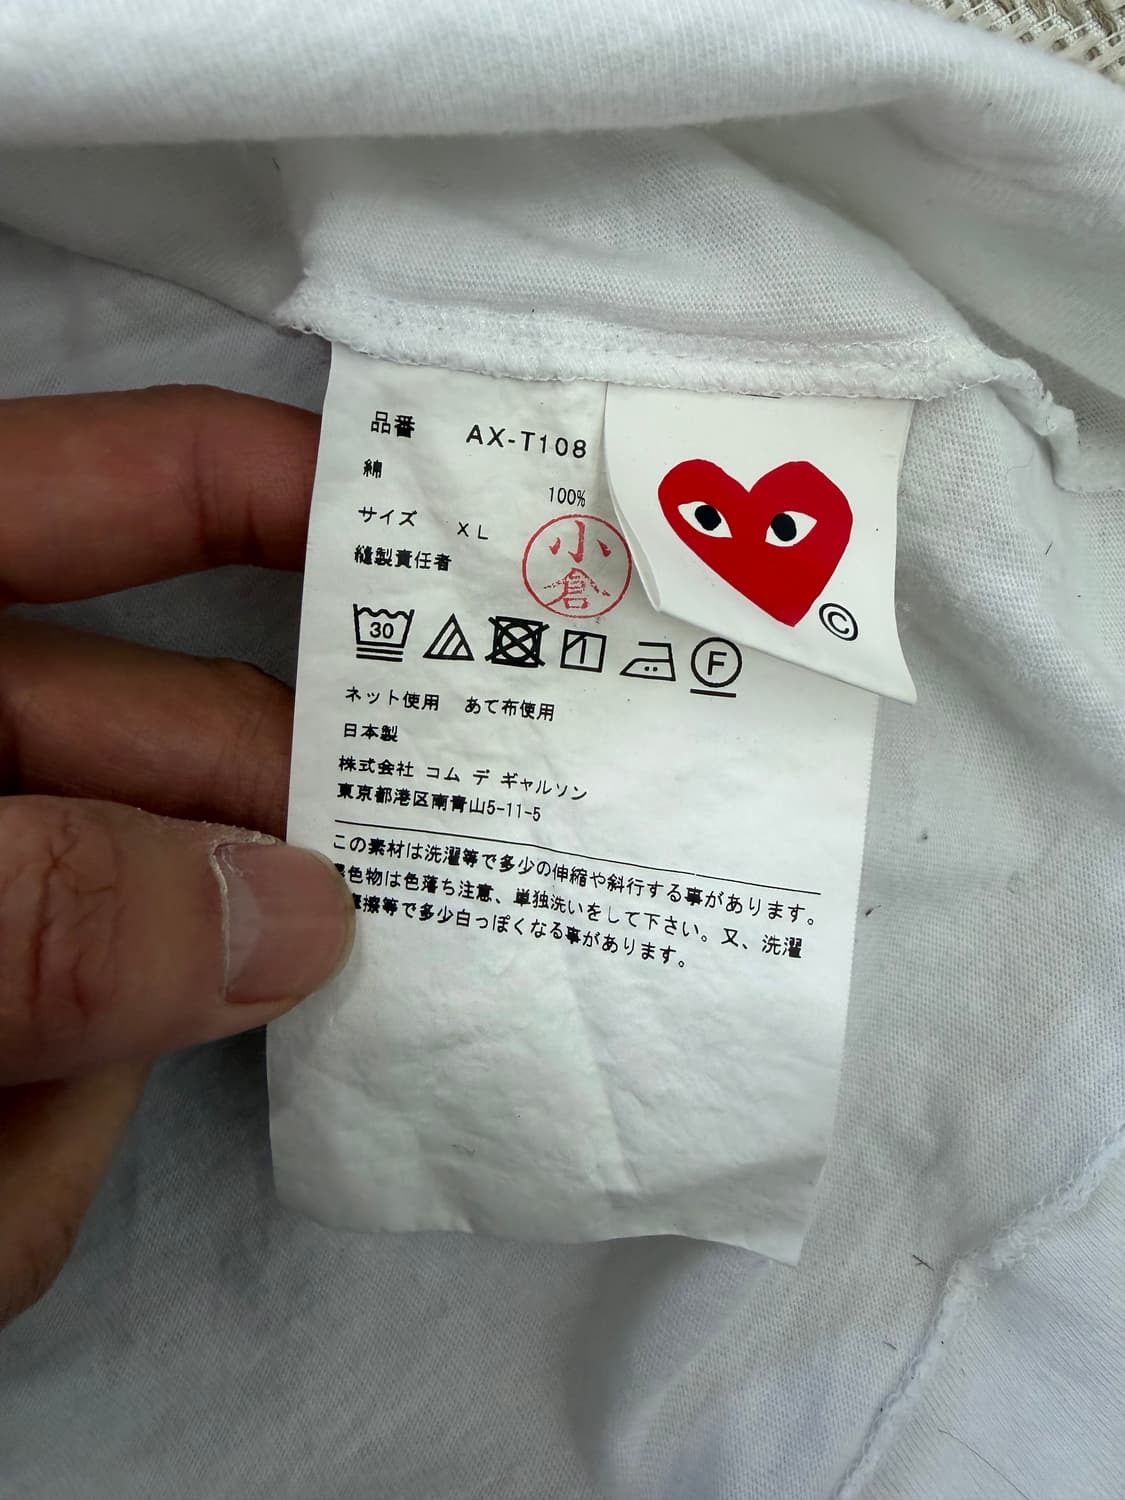 品番 AX-T108
綿 100%
サイズ XL
縫製責任者 小倉
30
F
ネット使用 あて布使用
日本製
株式会社 コム デ ギャルソン
東京都港区南青山5-11-5
この素材は洗濯等で多少の伸縮や斜行する事があります。
色物は色落ち注意、単独洗いをして下さい。又、洗濯
摩擦等で多少白っぽくなる事があります。
©